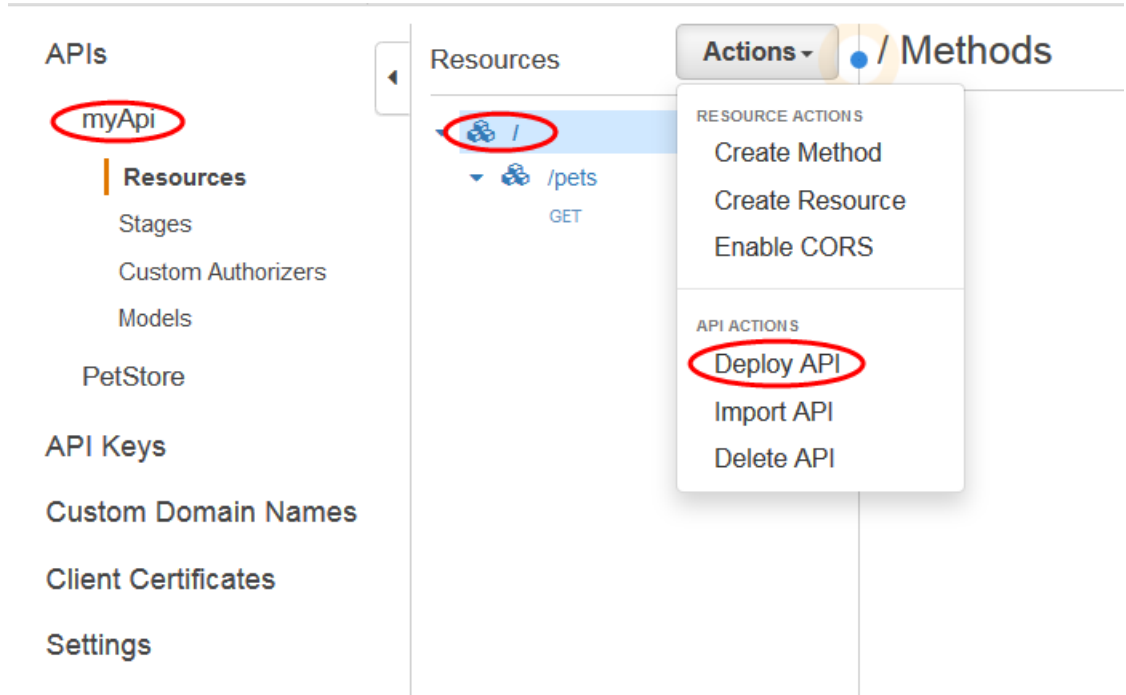 APIs
myApi
Resources
Stages
Custom Authorizers
Models
PetStore
API Keys
Custom Domain Names
Client Certificates
Settings
Resources
/
/pets
GET
Actions
RESOURCE ACTIONS
Create Method
Create Resource
Enable CORS
API ACTIONS
Deploy API
Import API
Delete API
/ Methods